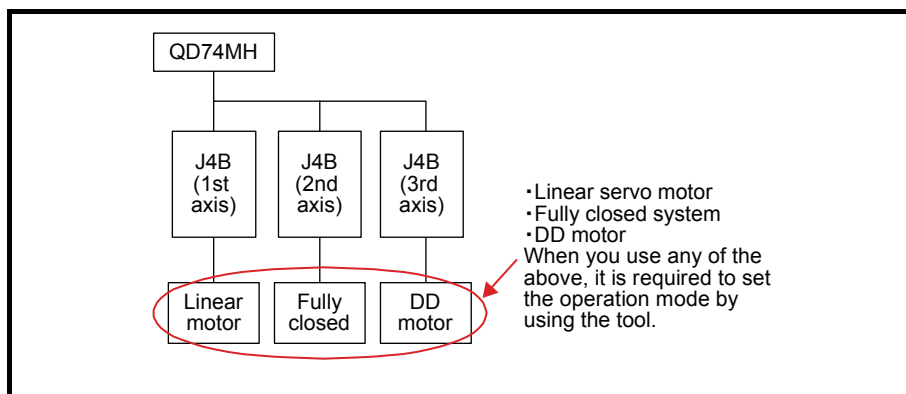 QD74MH
J4B
(1st
axis)
J4B
(2nd
axis)
J4B
(3rd
axis)
Linear
motor
Fully
closed
DD
motor
・Linear servo motor
・Fully closed system
・DD motor
When you use any of the
above, it is required to set
the operation mode by
using the tool.